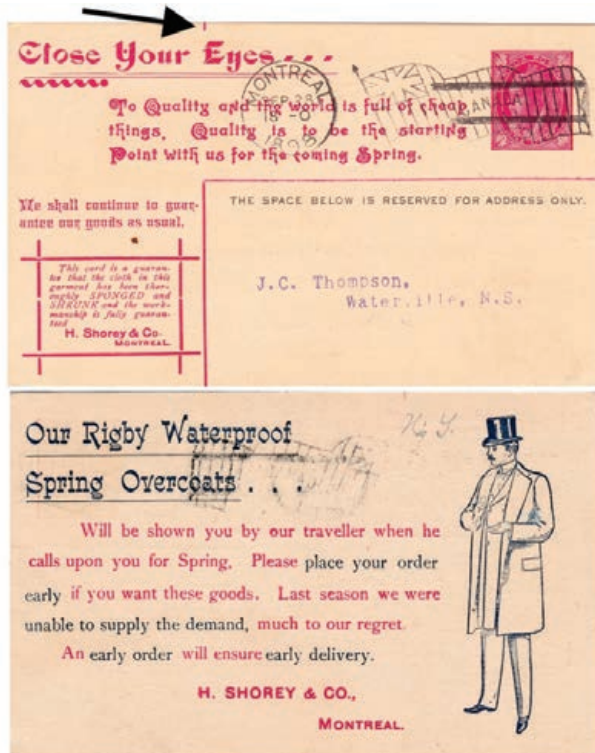 Close Your Eyes . . .
To Quality and the world is full of cheap
things. Quality is to be the starting
Point with us for the coming Spring.
MONTREAL
SEP 28
1898
CANADA
We shall continue to guar-
antee our goods as usual.
THE SPACE BELOW IS RESERVED FOR ADDRESS ONLY.
This card is a guaran-
tee that the cloth in this
garment has been thor-
oughly SPONGED and
SHRUNK and the work-
manship is fully guaran-
teed
H. Shorey & Co.
MONTREAL.
J.C. Thompson,
Waterville, N.S.
Our Rigby Waterproof
Spring Overcoats . . .
Will be shown you by our traveller when he
calls upon you for Spring. Please place your order
early if you want these goods. Last season we were
unable to supply the demand, much to our regret.
An early order will ensure early delivery.
H. SHOREY & CO.,
MONTREAL.